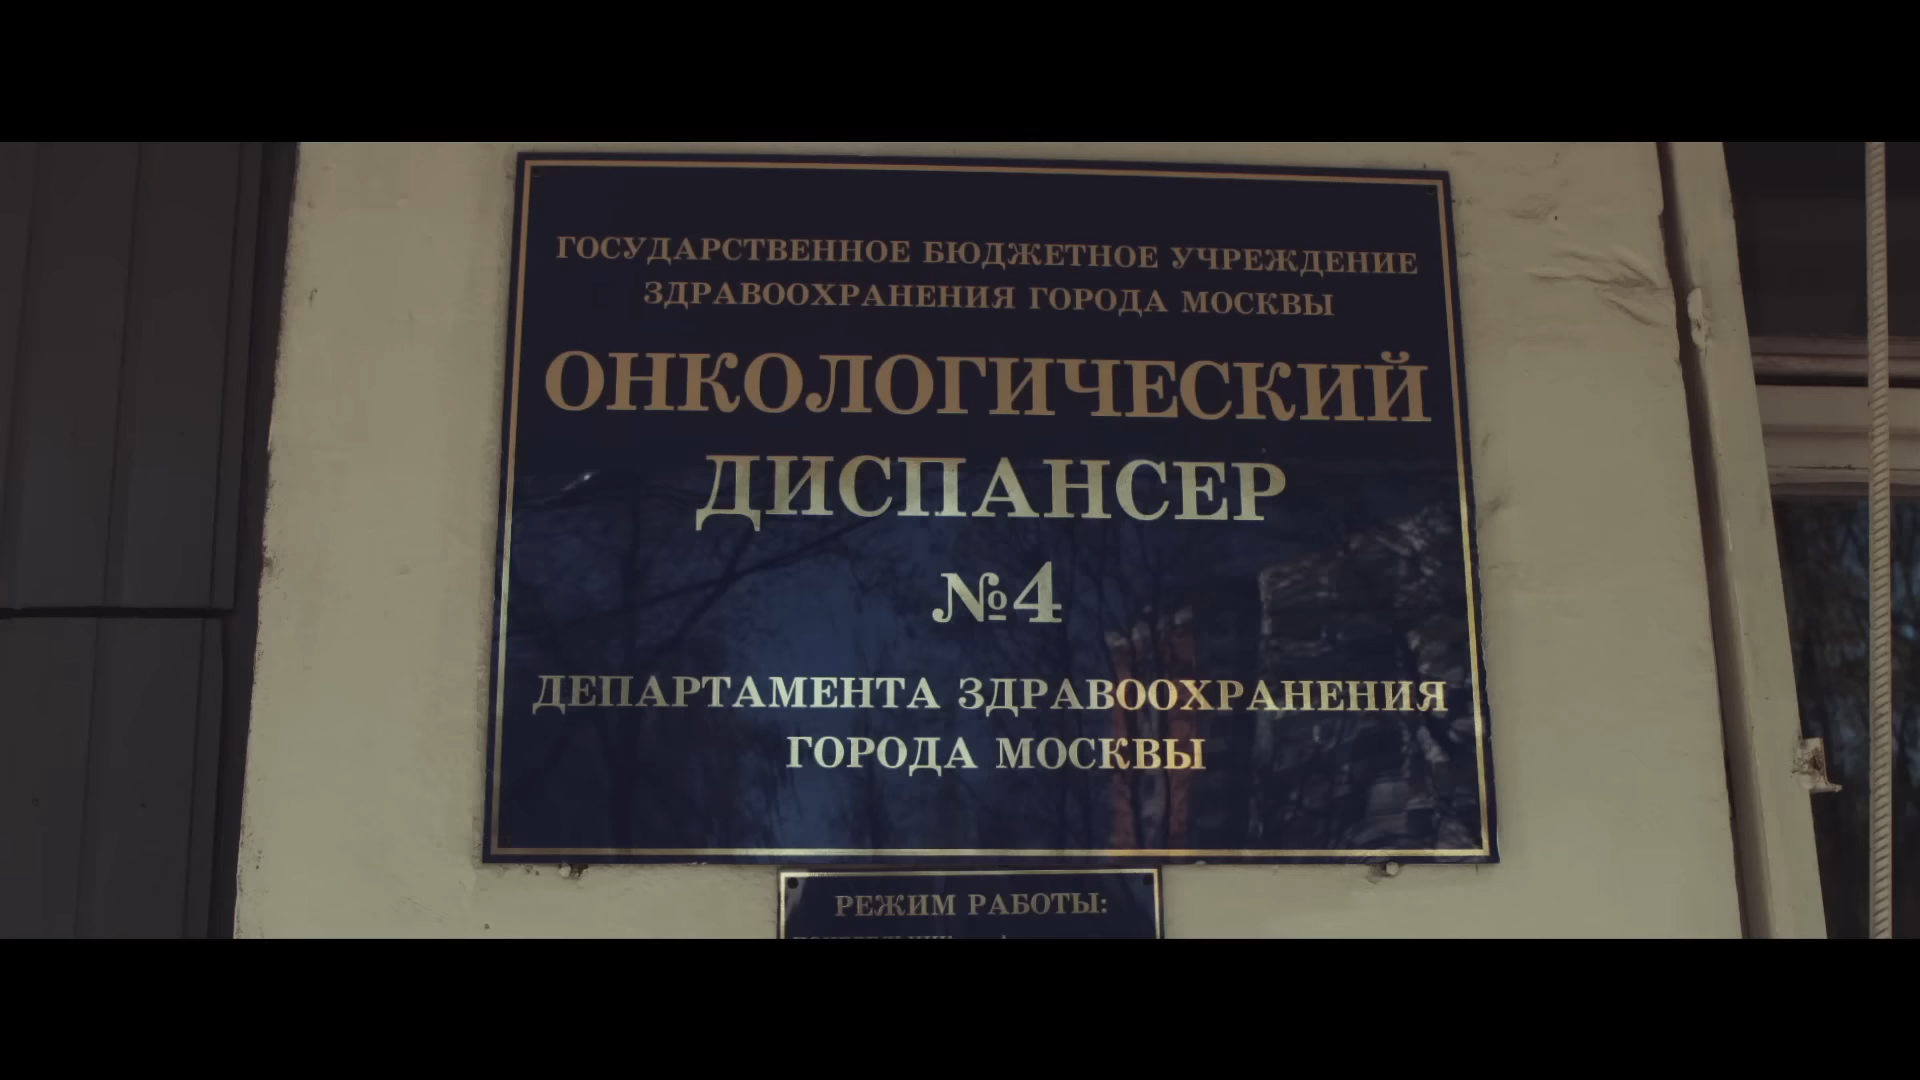 ГОСУДАРСТВЕННОЕ БЮДЖЕТНОЕ УЧРЕЖДЕНИЕ
ЗДРАВООХРАНЕНИЯ ГОРОДА МОСКВЫ
ОНКОЛОГИЧЕСКИЙ
ДИСПАНСЕР
№4
ДЕПАРТАМЕНТА ЗДРАВООХРАНЕНИЯ
ГОРОДА МОСКВЫ
РЕЖИМ РАБОТЫ: